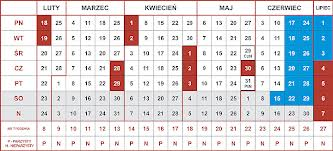 LUTY MARZEC KWIECIEŃ MAJ CZERWIEC LIPIEC
PN 18 25 4 11 18 25 1 8 15 22 29 6 13 20 27 3 10 17 24 1
WT 19 26 5 12 19 26 2 9 16 23 30 7 14 21 28 4 11 18 25 2
ŚR 20 27 6 13 20 27 3 10 17 24 1 8 15 22 29 5 12 19 26 3
CZ 21 28 7 14 21 28 4 11 18 25 2 9 16 23 30 6 13 20 27 4
PT 22 1 8 15 22 29 5 12 19 26 3 10 17 24 31 PN 7 14 21 28 5
SO 23 2 9 16 23 30 6 13 20 27 4 11 18 25 1 8 15 22 29 6
N 24 3 10 17 24 31 7 14 21 28 5 12 19 26 2 9 16 23 30 7
8 9 10 11 12 13 14 15 16 17 18 19 20 21 22 23 24 25 26 27
P - PARZYSTY
N - NIEPARZYSTY